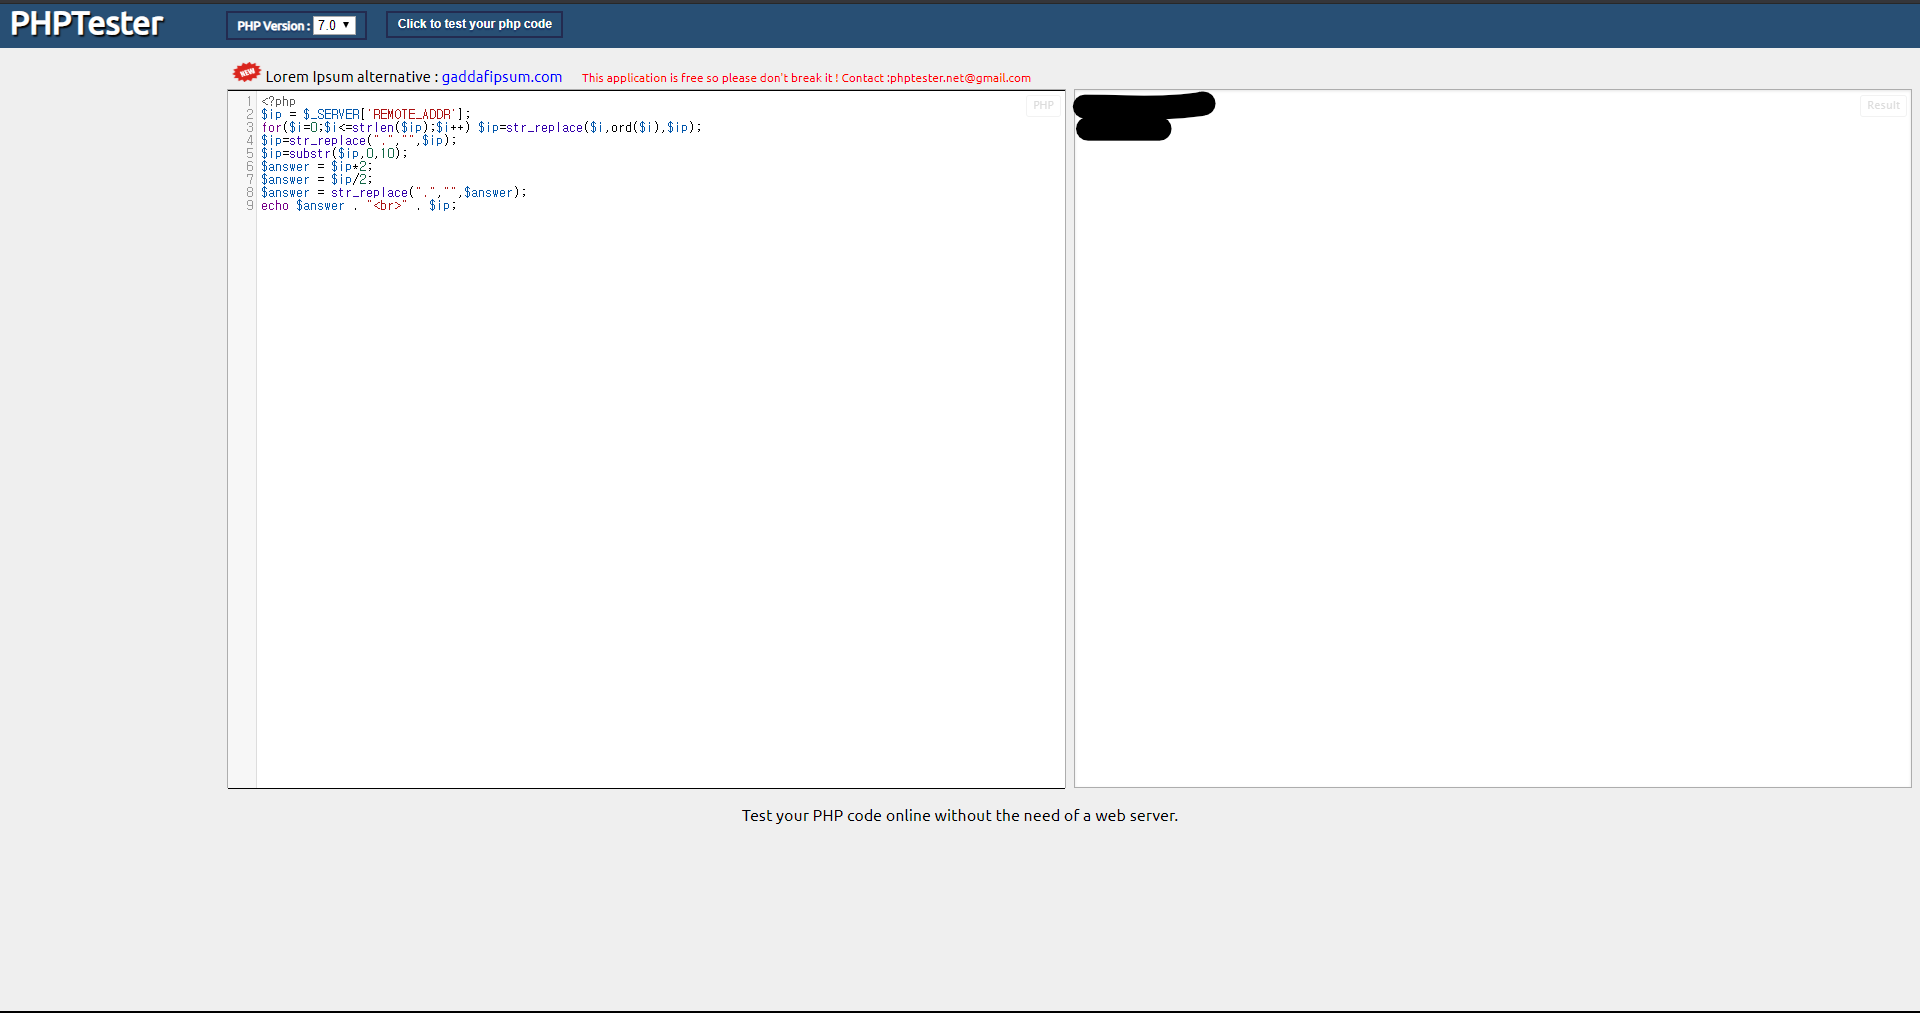 PHPTester
PHP Version : 7.0
Click to test your php code
NEW
Lorem Ipsum alternative : gaddafipsum.com
This application is free so please don't break it ! Contact :phptester.net@gmail.com
PHP
Result
1 <?php
2 $ip = $_SERVER['REMOTE_ADDR'];
3 for($i=0;$i<=strlen($ip);$i++) $ip=str_replace($i,ord($i),$ip);
4 $ip=str_replace(".","",$ip);
5 $ip=substr($ip,0,10);
6 $answer = $ip*2;
7 $answer = $ip/2;
8 $answer = str_replace(".","",$answer);
9 echo $answer . "<br>" . $ip;
Test your PHP code online without the need of a web server.